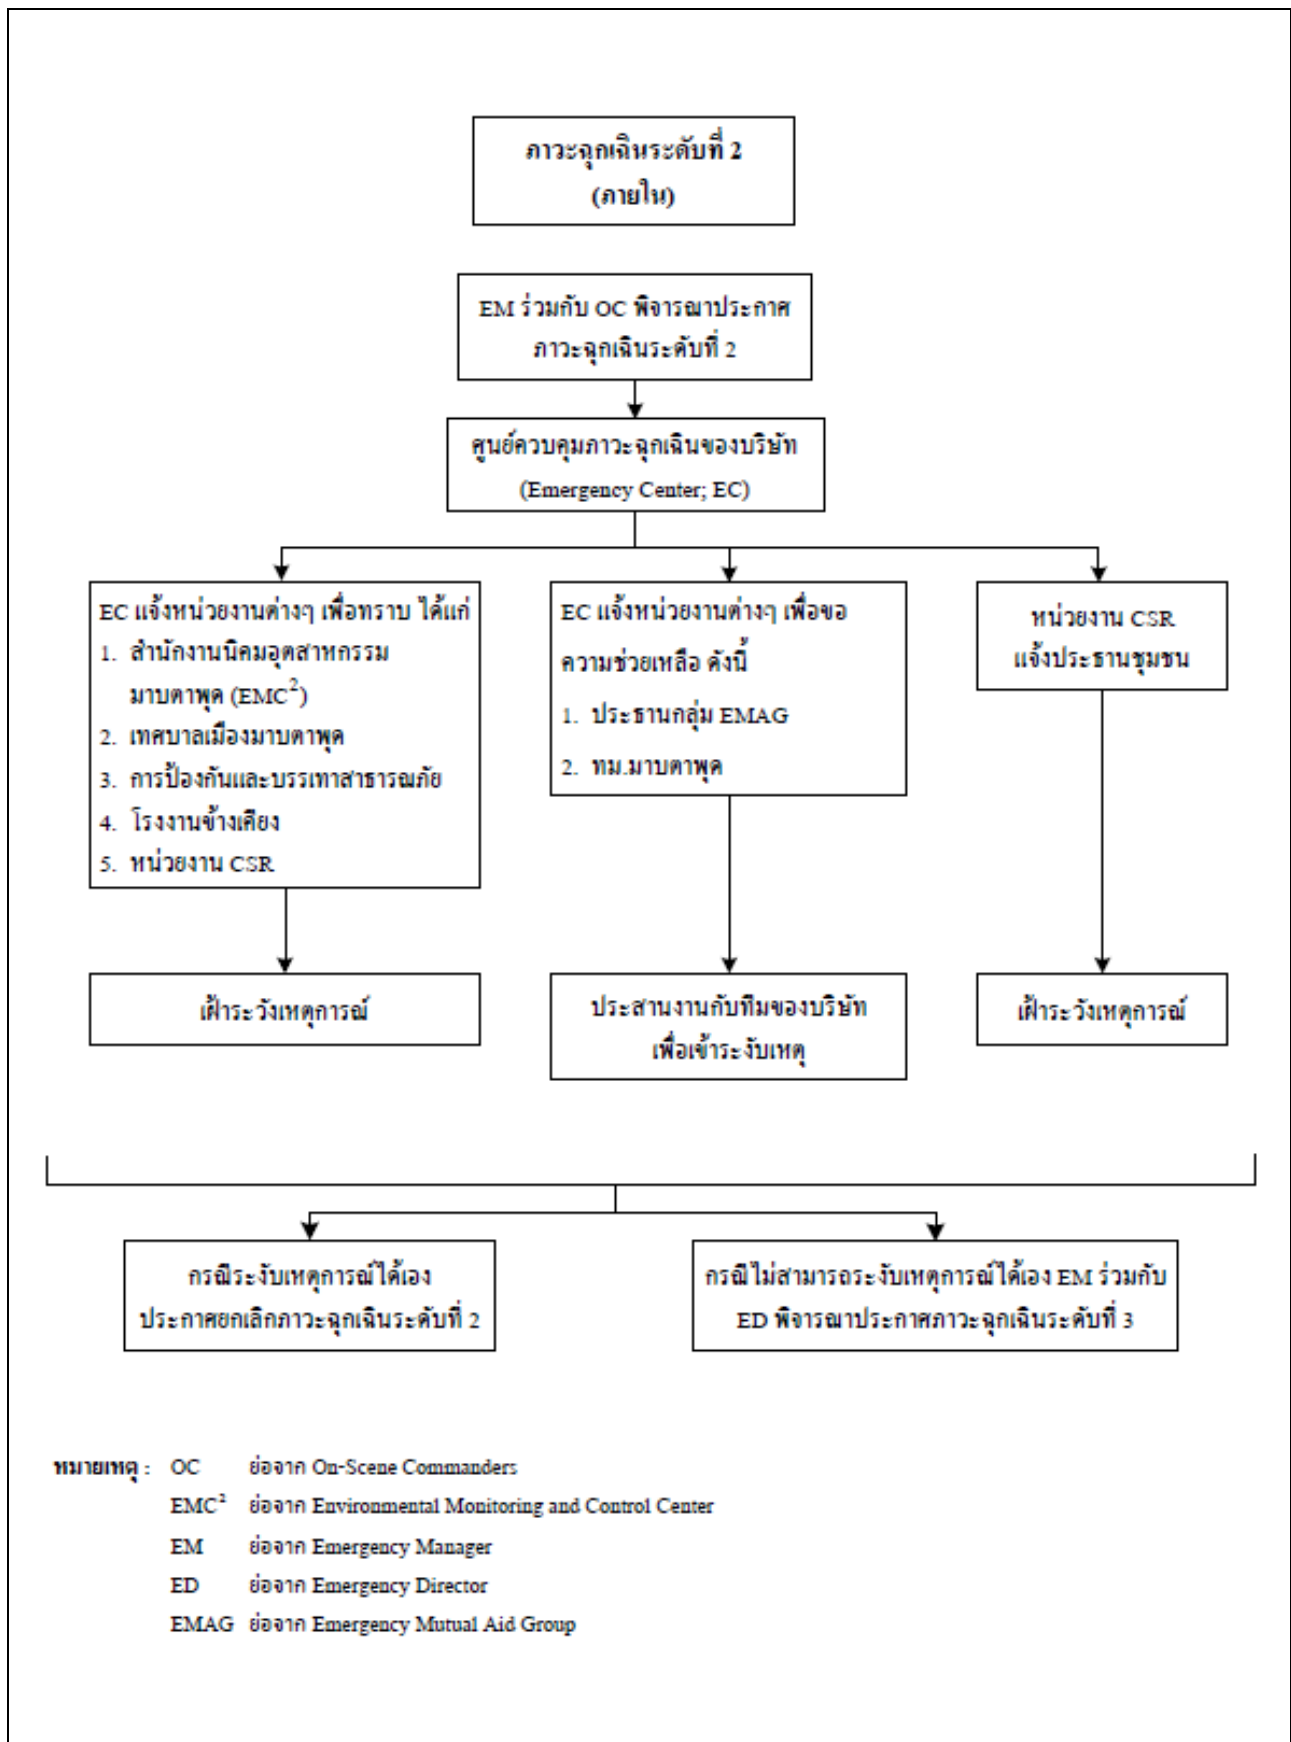 ภาวะฉุกเฉินระดับที่ 2
(ภายใน)
EM ร่วมกับ OC พิจารณาประกาศ
ภาวะฉุกเฉินระดับที่ 2
ศูนย์ควบคุมภาวะฉุกเฉินของบริษัท
(Emergency Center; EC)
EC แจ้งหน่วยงานต่างๆ เพื่อทราบ ได้แก่
1. สำนักงานนิคมอุตสาหกรรม
มาบตาพุด (EMC²)
2. เทศบาลเมืองมาบตาพุด
3. การป้องกันและบรรเทาสาธารณภัย
4. โรงงานข้างเคียง
5. หน่วยงาน CSR
EC แจ้งหน่วยงานต่างๆ เพื่อขอ
ความช่วยเหลือ ดังนี้
1. ประธานกลุ่ม EMAG
2. ทม.มาบตาพุด
หน่วยงาน CSR
แจ้งประธานชุมชน
เฝ้าระวังเหตุการณ์
ประสานงานกับทีมของบริษัท
เพื่อเข้าระงับเหตุ
เฝ้าระวังเหตุการณ์
กรณีระงับเหตุการณ์ได้เอง
ประกาศยกเลิกภาวะฉุกเฉินระดับที่ 2
กรณีไม่สามารถระงับเหตุการณ์ได้เอง EM ร่วมกับ
ED พิจารณาประกาศภาวะฉุกเฉินระดับที่ 3
หมายเหตุ : OC ย่อจาก On-Scene Commanders
EMC² ย่อจาก Environmental Monitoring and Control Center
EM ย่อจาก Emergency Manager
ED ย่อจาก Emergency Director
EMAG ย่อจาก Emergency Mutual Aid Group